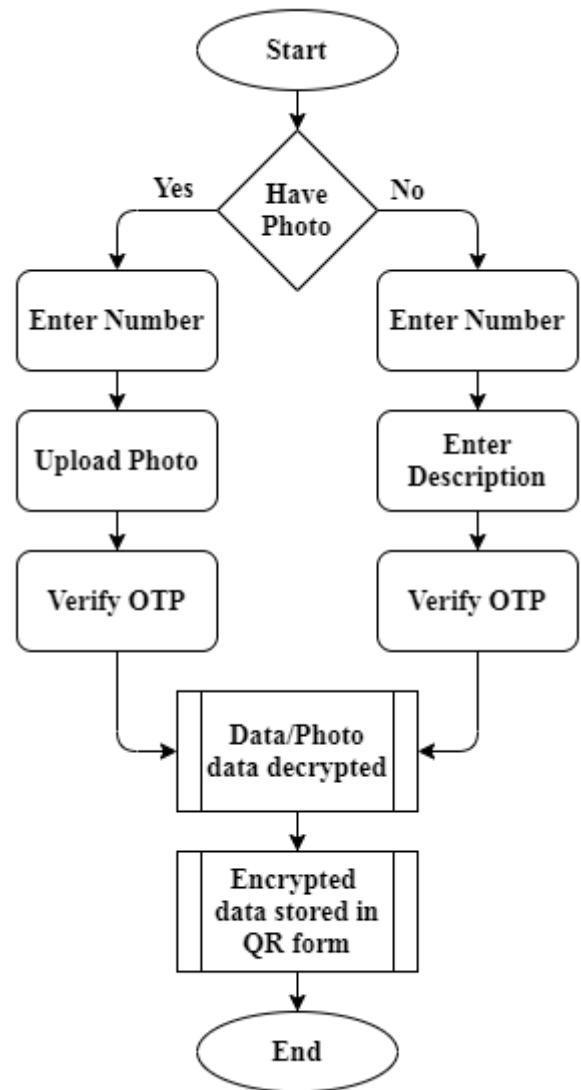 Start
Yes
Have
Photo
No
Enter Number
Enter Number
Upload Photo
Enter
Description
Verify OTP
Verify OTP
Data/Photo
data decrypted
Encrypted
data stored in
QR form
End